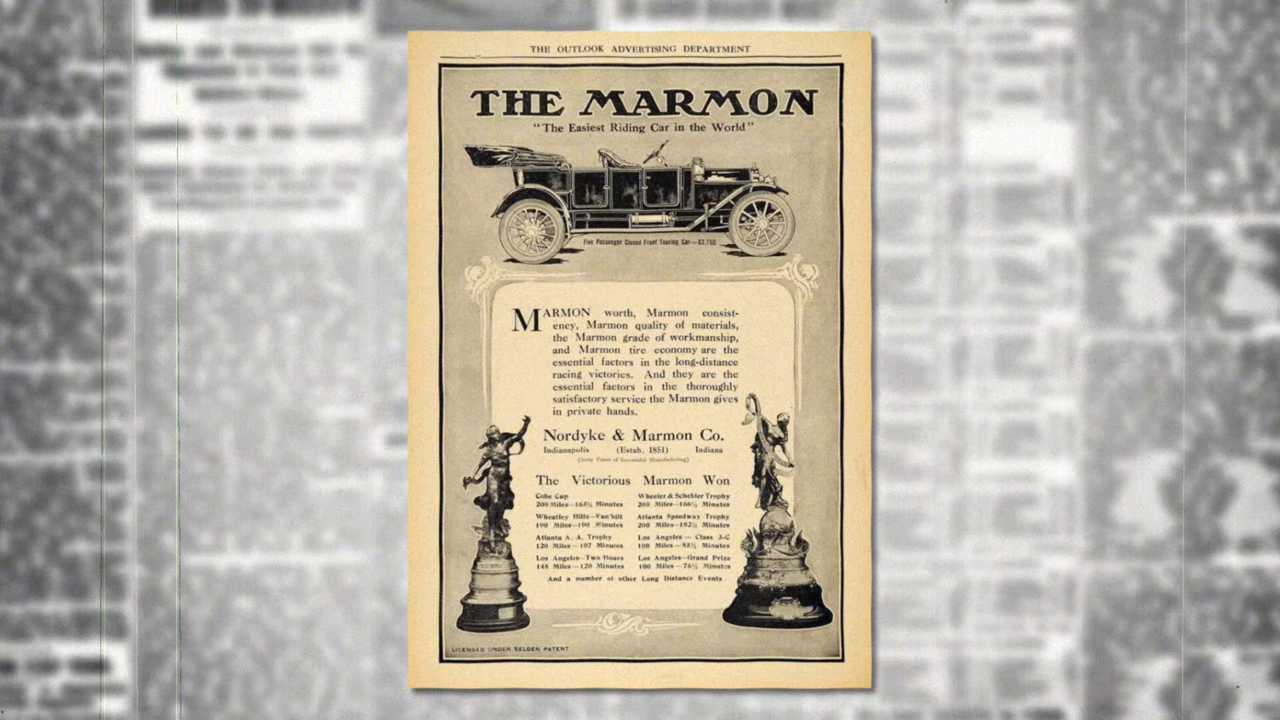 THE OUTLOOK ADVERTISING DEPARTMENT
THE MARMON
"The Easiest Riding Car in the World"
Five Passenger Closed Front Touring Car—$2,750
MARMON worth, Marmon consist-
ency, Marmon quality of materials,
the Marmon grade of workmanship,
and Marmon tire economy are the
essential factors in the long-distance
racing victories. And they are the
essential factors in the thoroughly
satisfactory service the Marmon gives
in private hands.
Nordyke & Marmon Co.
Indianapolis (Estab. 1851) Indiana
(Sixty Years of Successful Manufacturing)
The Victorious Marmon Won
Cobe Cup
200 Miles—163½ Minutes
Wheatley Hills—Van'bilt
190 Miles—190 Minutes
Atlanta A. A. Trophy
120 Miles—107 Minutes
Los Angeles—Two Hours
148 Miles—120 Minutes
Wheeler & Schebler Trophy
200 Miles—166½ Minutes
Atlanta Speedway Trophy
200 Miles—182½ Minutes
Los Angeles — Class 3-C
100 Miles—85½ Minutes
Los Angeles—Grand Prize
100 Miles—76½ Minutes
And a number of other Long Distance Events
LICENSED UNDER SELDEN PATENT